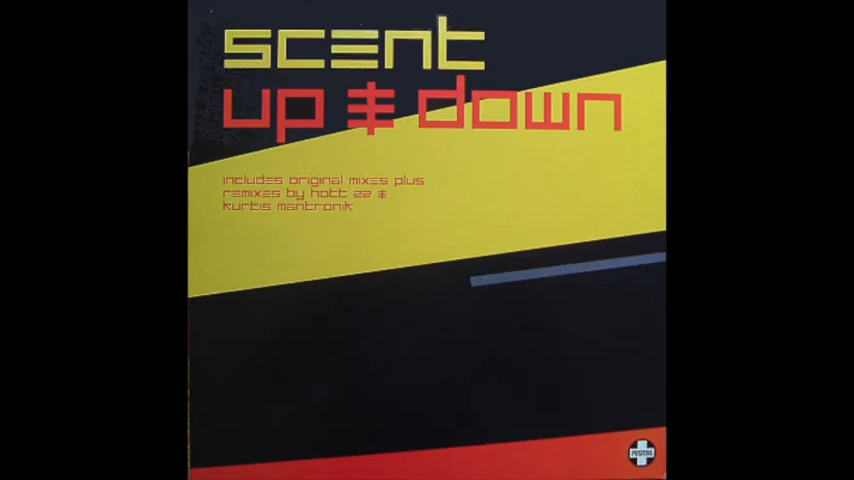 scent
up & down
includes original mixes plus
remixes by hott 22 &
kurtis mantronik
POSITIVA